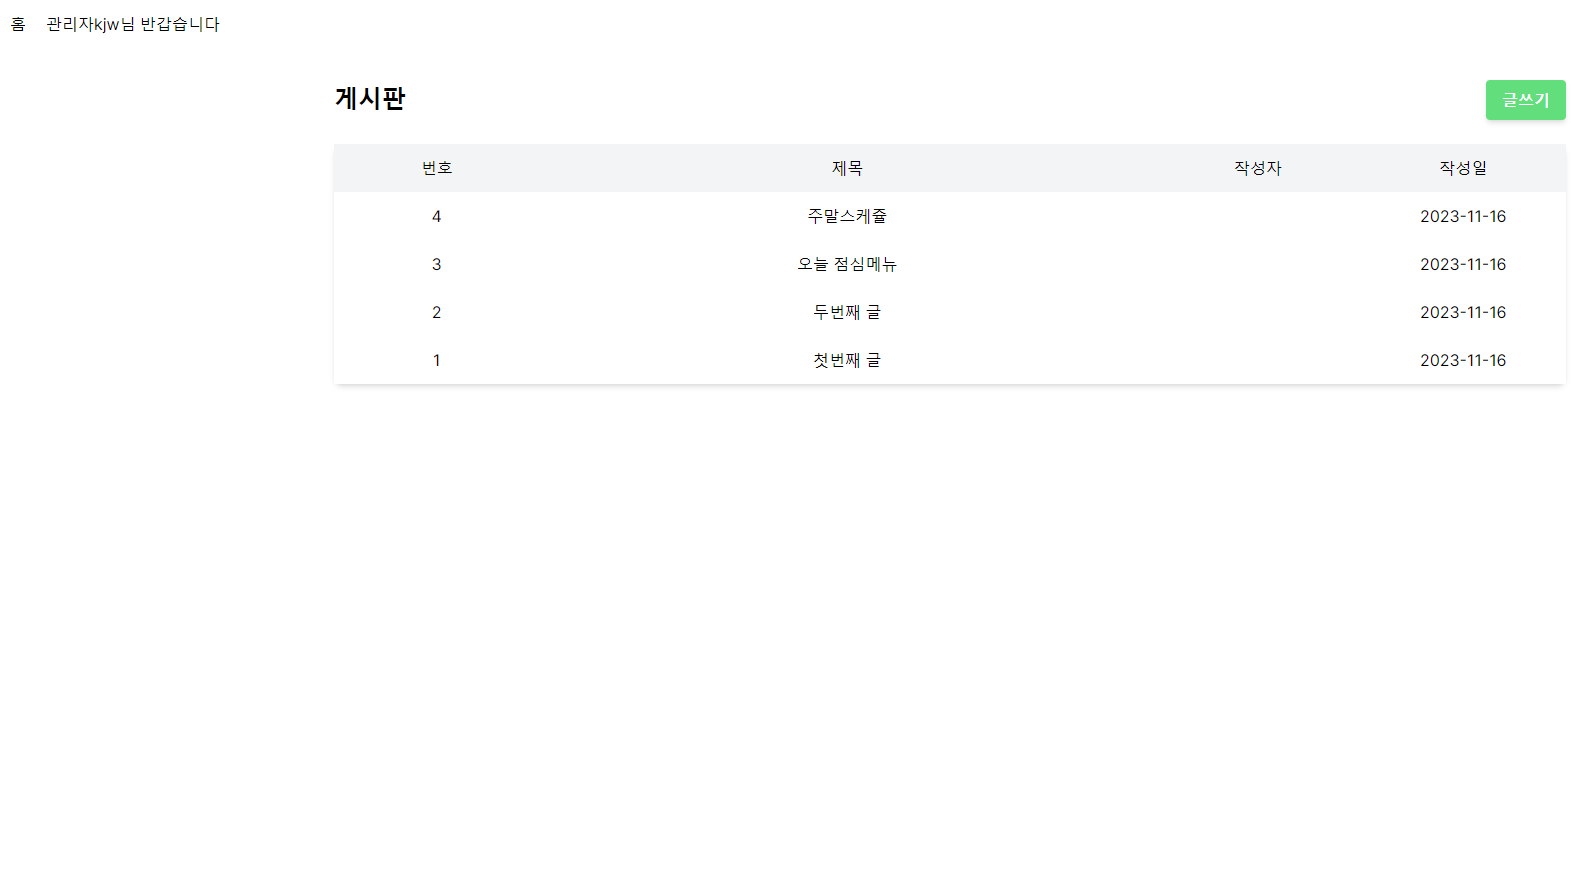 홈 관리자kjw님 반갑습니다
게시판 글쓰기
번호 제목 작성자 작성일
4 주말스케쥴 2023-11-16
3 오늘 점심메뉴 2023-11-16
2 두번째 글 2023-11-16
1 첫번째 글 2023-11-16